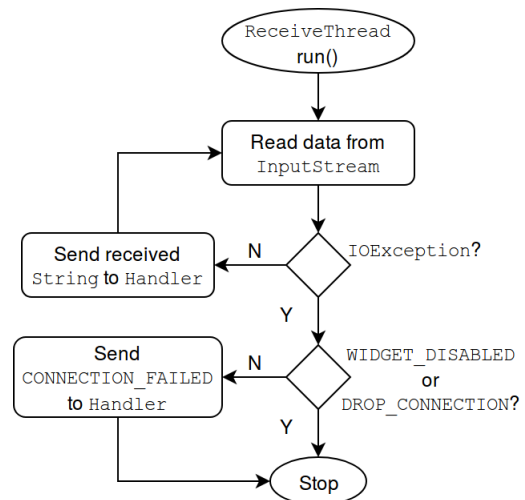 ReceiveThread
run()
Read data from
InputStream
IOException?
N
Send received
String to Handler
Y
WIDGET_DISABLED
or
DROP_CONNECTION?
N
Send
CONNECTION_FAILED
to Handler
Y
Stop